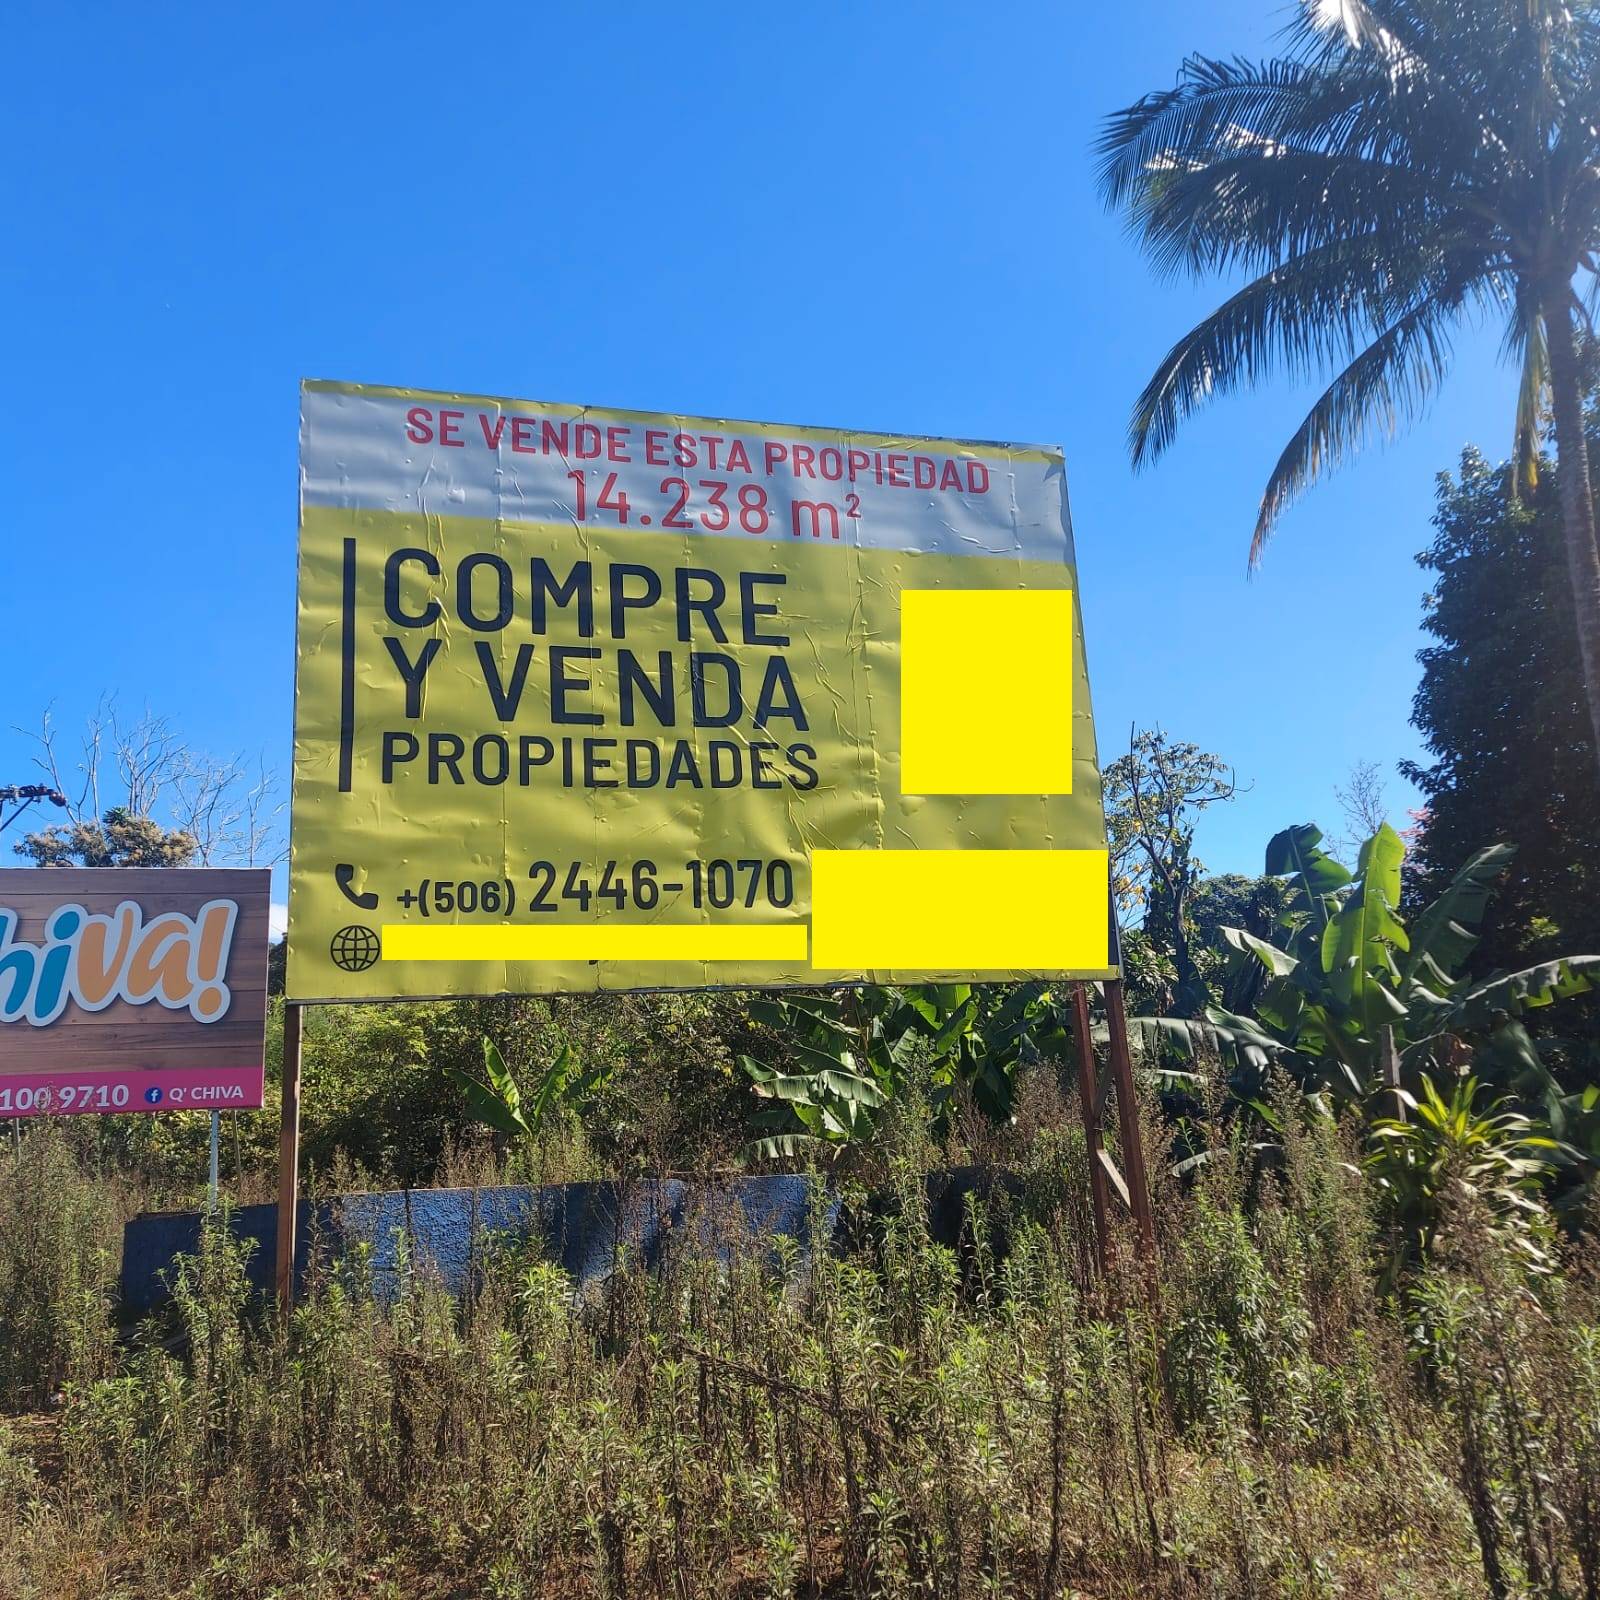 SE VENDE ESTA PROPIEDAD
14.238 m²
COMPRE
Y VENDA
PROPIEDADES
+(506) 2446-1070
hiva!
100 9710 Q' CHIVA